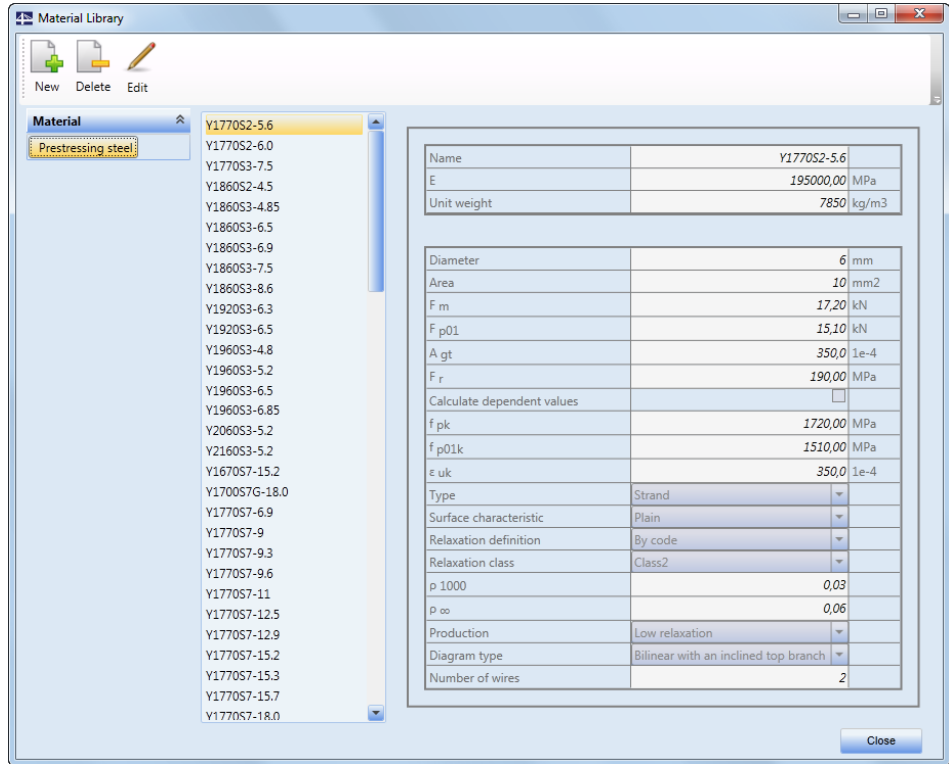 Material Library
New Delete Edit
Material
Prestressing steel
Y1770S2-5.6
Y1770S2-6.0
Y1770S3-7.5
Y1860S2-4.5
Y1860S3-4.85
Y1860S3-6.5
Y1860S3-6.9
Y1860S3-7.5
Y1860S3-8.6
Y1920S3-6.3
Y1920S3-6.5
Y1960S3-4.8
Y1960S3-5.2
Y1960S3-6.5
Y1960S3-6.85
Y2060S3-5.2
Y2160S3-5.2
Y1670S7-15.2
Y1700S7G-18.0
Y1770S7-6.9
Y1770S7-9
Y1770S7-9.3
Y1770S7-9.6
Y1770S7-11
Y1770S7-12.5
Y1770S7-12.9
Y1770S7-15.2
Y1770S7-15.3
Y1770S7-15.7
Y1770S7-18.0
Name Y1770S2-5.6
E 195000,00 MPa
Unit weight 7850 kg/m3
Diameter 6 mm
Area 10 mm2
F m 17,20 kN
F p01 15,10 kN
A gt 350,0 1e-4
F r 190,00 MPa
Calculate dependent values
f pk 1720,00 MPa
f p01k 1510,00 MPa
ε uk 350,0 1e-4
Type Strand
Surface characteristic Plain
Relaxation definition By code
Relaxation class Class2
ρ 1000 0,03
ρ ∞ 0,06
Production Low relaxation
Diagram type Bilinear with an inclined top branch
Number of wires 2
Close